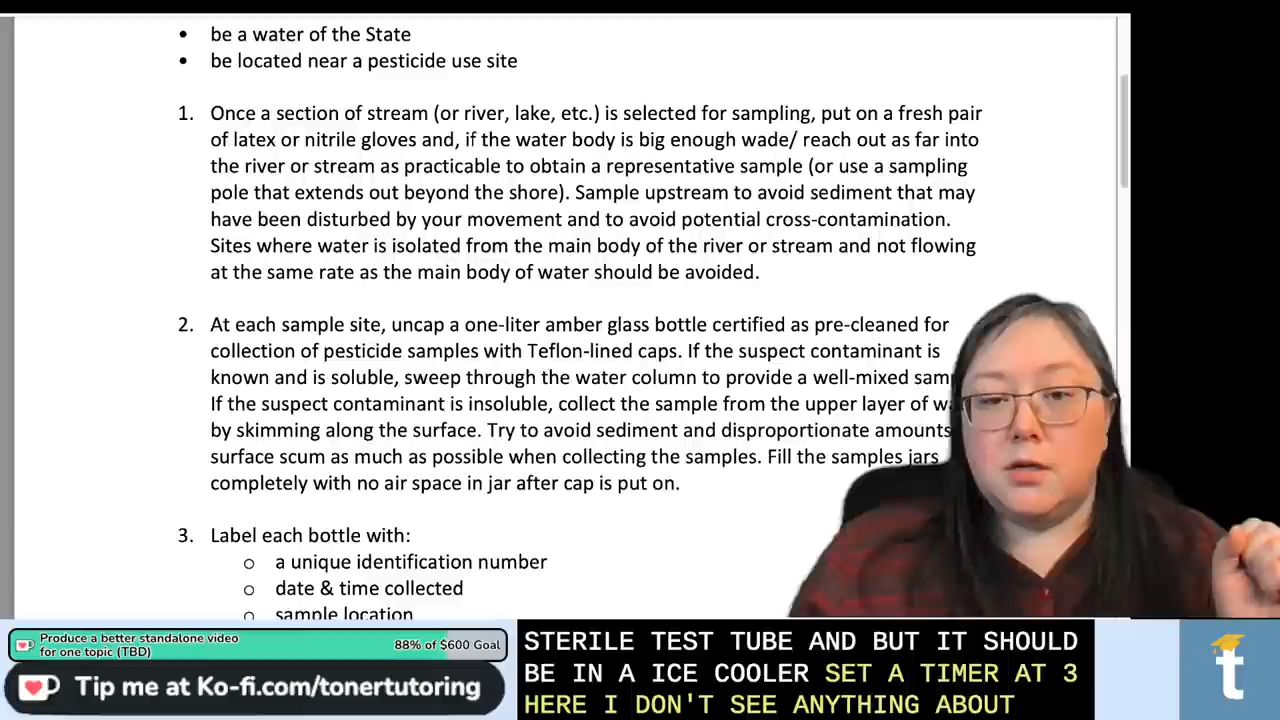 • be a water of the State
• be located near a pesticide use site
1. Once a section of stream (or river, lake, etc.) is selected for sampling, put on a fresh pair
of latex or nitrile gloves and, if the water body is big enough wade/ reach out as far into
the river or stream as practicable to obtain a representative sample (or use a sampling
pole that extends out beyond the shore). Sample upstream to avoid sediment that may
have been disturbed by your movement and to avoid potential cross-contamination.
Sites where water is isolated from the main body of the river or stream and not flowing
at the same rate as the main body of water should be avoided.
2. At each sample site, uncap a one-liter amber glass bottle certified as pre-cleaned for
collection of pesticide samples with Teflon-lined caps. If the suspect contaminant is
known and is soluble, sweep through the water column to provide a well-mixed
If the suspect contaminant is insoluble, collect the sample from the upper layer of
by skimming along the surface. Try to avoid sediment and disproportionate amounts
surface scum as much as possible when collecting the samples. Fill the samples jars
completely with no air space in jar after cap is put on.
3. Label each bottle with:
o a unique identification number
o date & time collected
o sample location
Produce a better standalone video
for one topic (TBD)
88% of $600 Goal
Tip me at Ko-fi.com/tonertutoring
STERILE TEST TUBE AND BUT IT SHOULD
BE IN A ICE COOLER SET A TIMER AT 3
HERE I DON'T SEE ANYTHING ABOUT
t